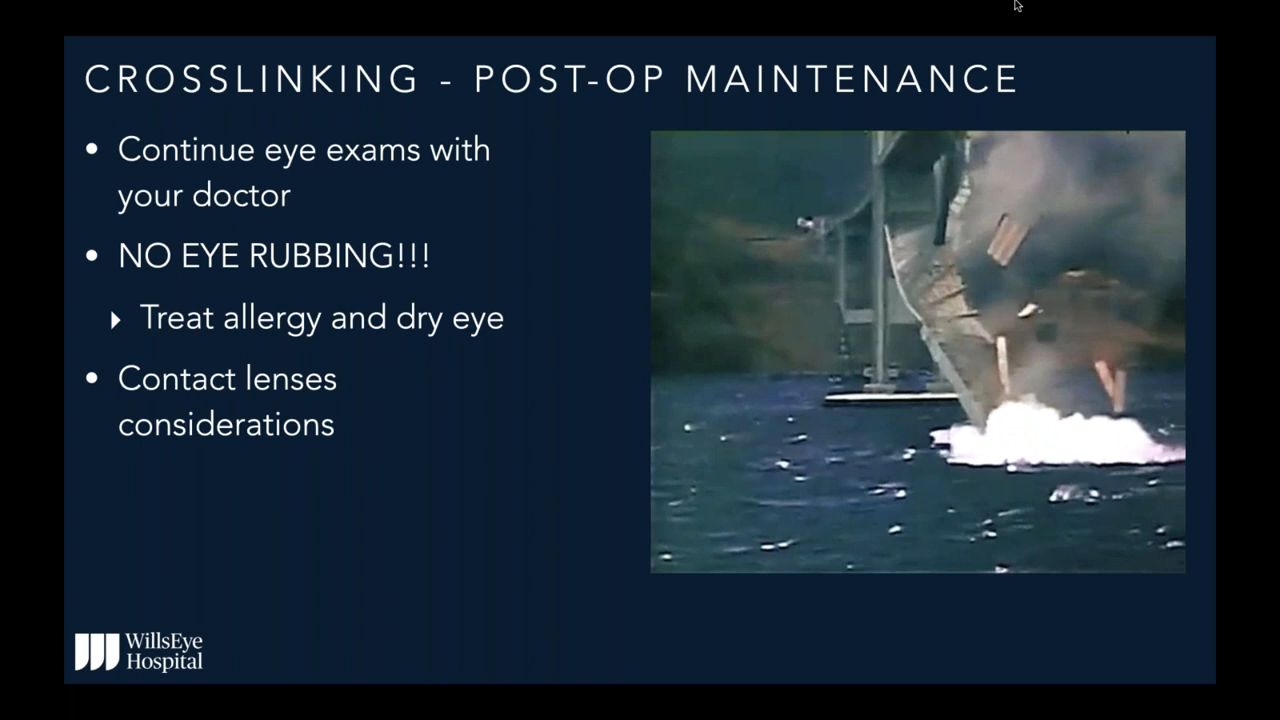 CROSSLINKING - POST-OP MAINTENANCE
• Continue eye exams with
your doctor
• NO EYE RUBBING!!!
‣ Treat allergy and dry eye
• Contact lenses
considerations
WillsEye
Hospital